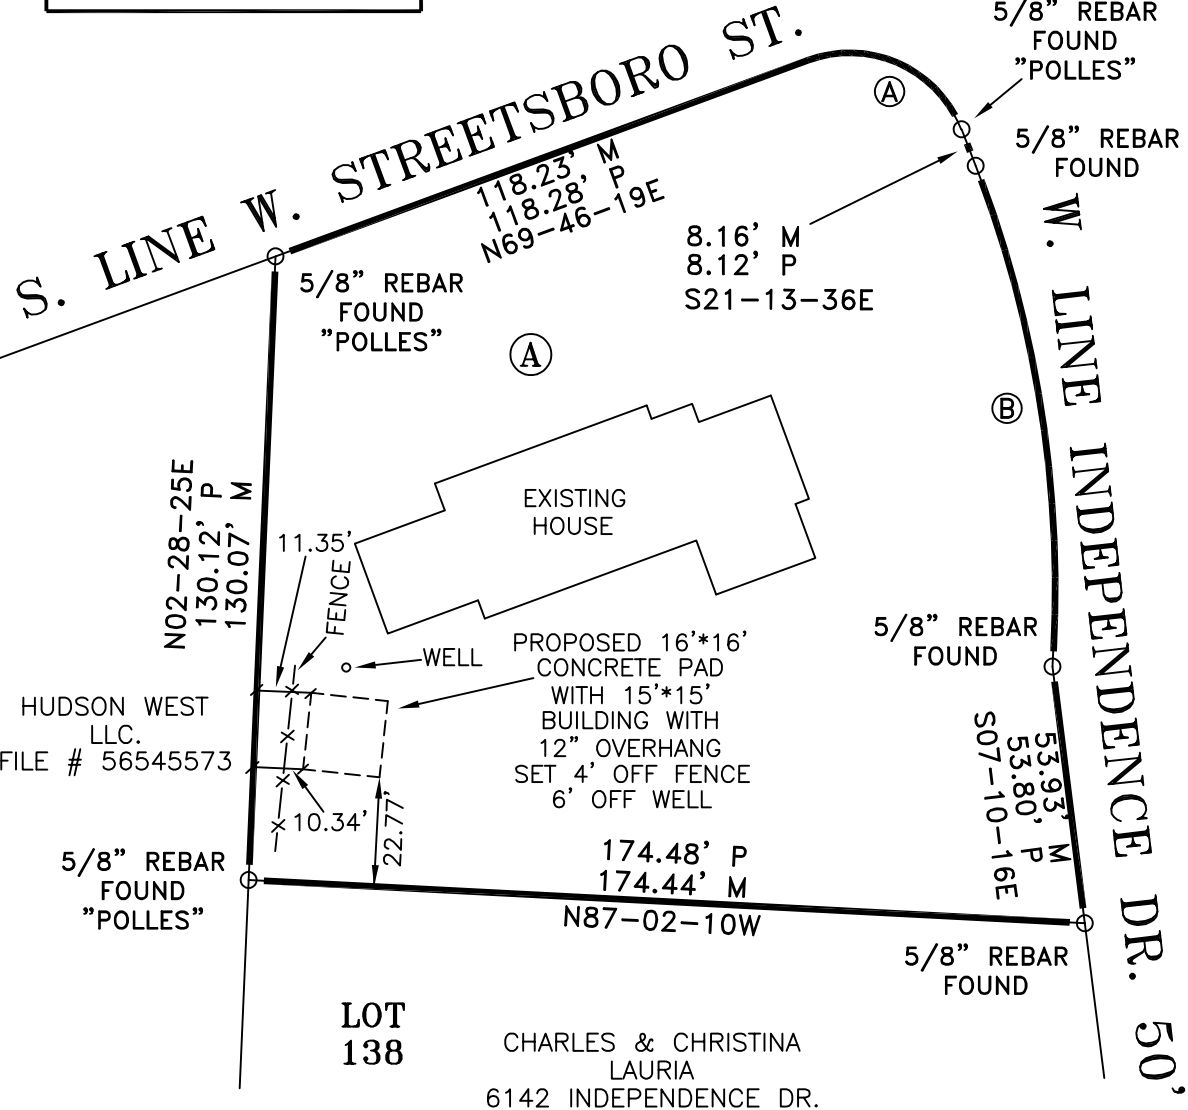 5/8" REBAR
FOUND
"POLLES"
S. LINE W. STREETSBORO ST.
A
5/8" REBAR
FOUND
118.23' M
118.28' P
N69-46-19E
8.16' M
8.12' P
S21-13-36E
5/8" REBAR
FOUND
"POLLES"
A
B
W. LINE INDEPENDENCE DR. 50'
N02-28-25E
130.12' P
130.07' M
EXISTING
HOUSE
11.35'
FENCE
WELL
PROPOSED 16'*16'
CONCRETE PAD
WITH 15'*15'
BUILDING WITH
12" OVERHANG
SET 4' OFF FENCE
6' OFF WELL
5/8" REBAR
FOUND
HUDSON WEST
LLC.
FILE # 56545573
53.93' M
53.80' P
S07-10-16E
10.34'
22.77'
5/8" REBAR
FOUND
"POLLES"
174.48' P
174.44' M
N87-02-10W
5/8" REBAR
FOUND
LOT
138
CHARLES & CHRISTINA
LAURIA
6142 INDEPENDENCE DR.